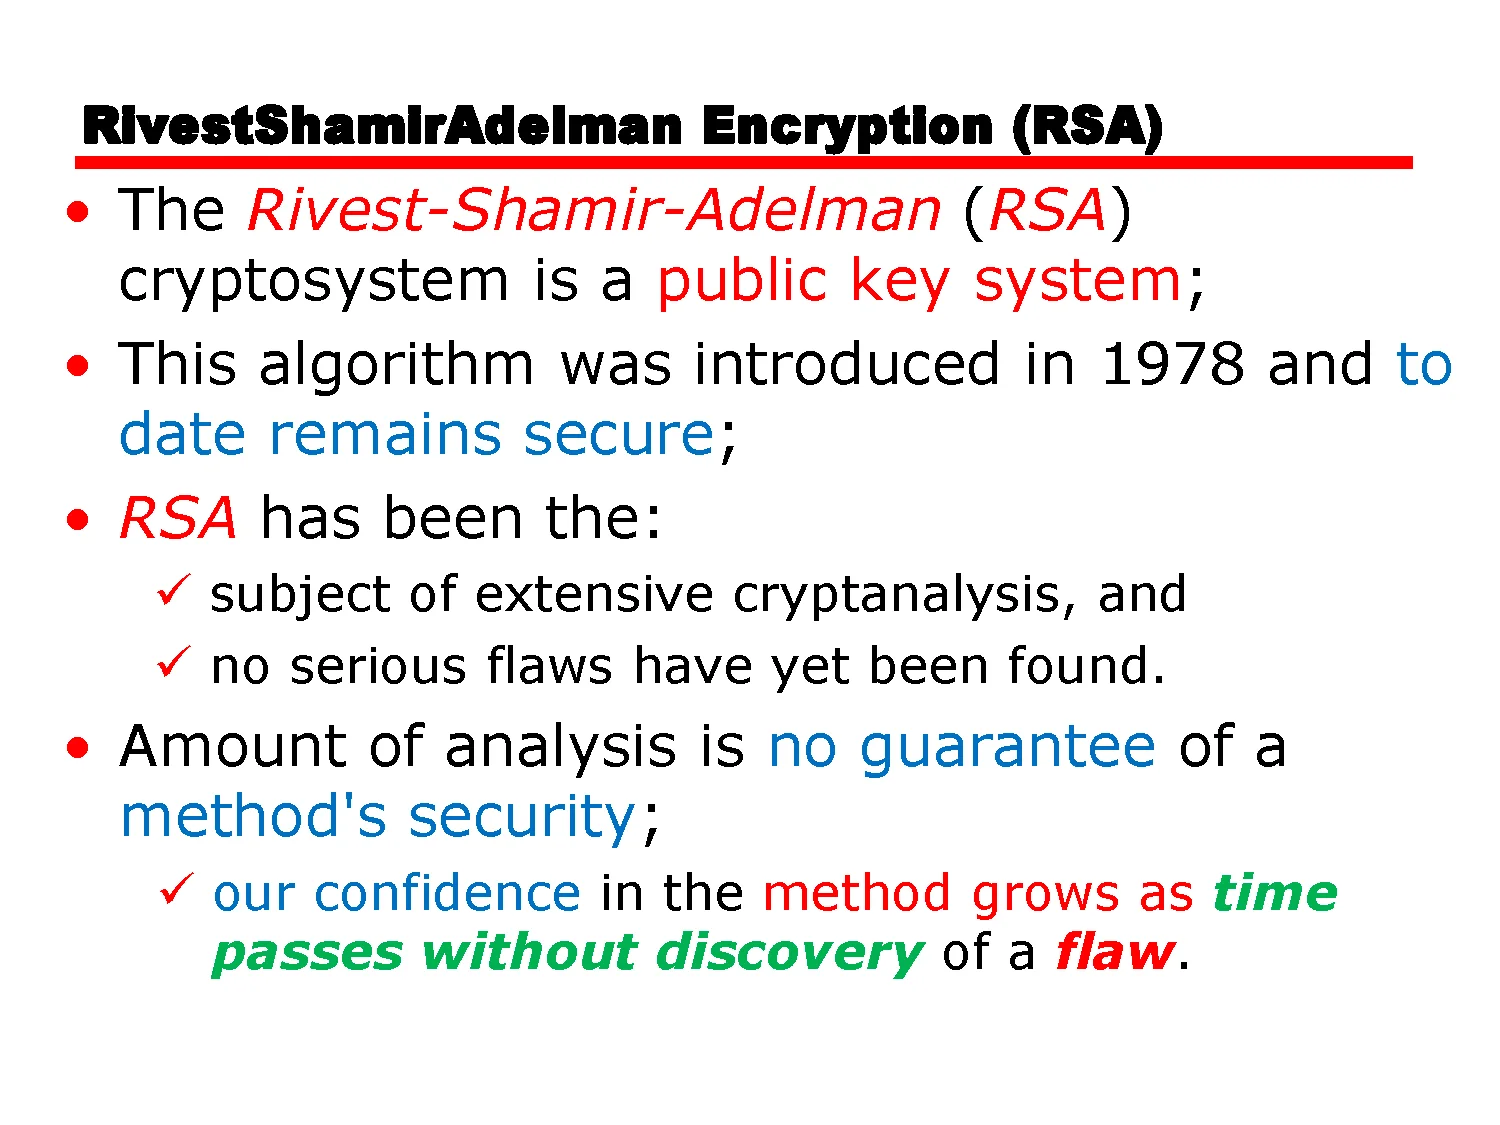 RivestShamirAdelman Encryption (RSA)
• The Rivest-Shamir-Adelman (RSA)
cryptosystem is a public key system;
• This algorithm was introduced in 1978 and to
date remains secure;
• RSA has been the:
✓ subject of extensive cryptanalysis, and
✓ no serious flaws have yet been found.
• Amount of analysis is no guarantee of a
method's security;
✓ our confidence in the method grows as time
passes without discovery of a flaw.